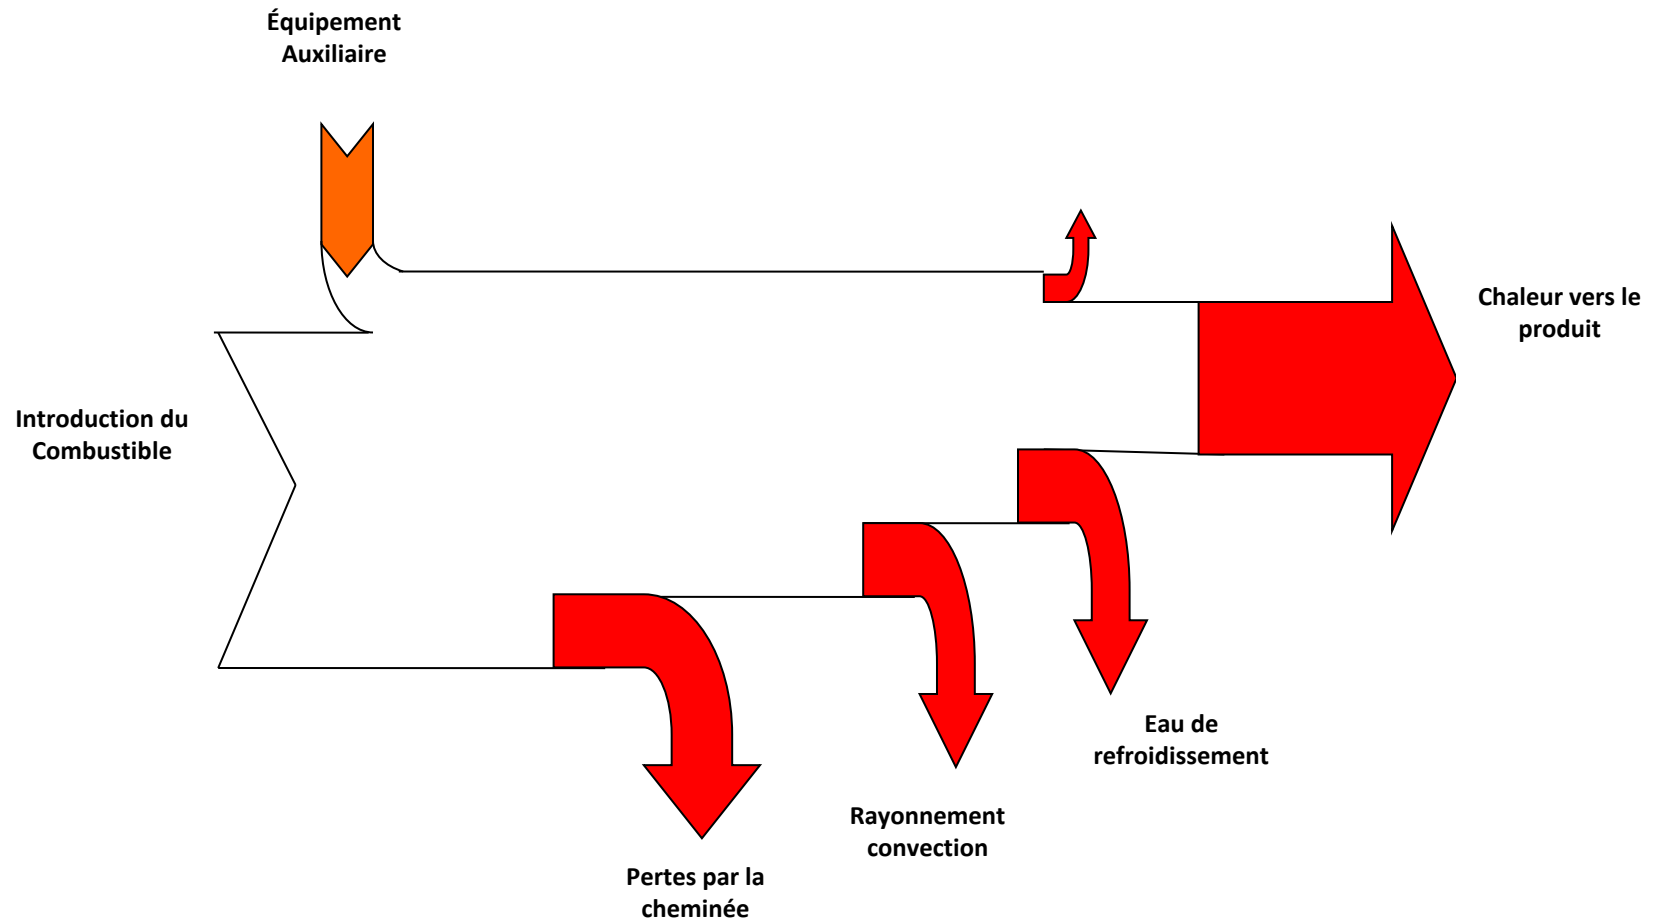 Équipement
Auxiliaire
Chaleur vers le
produit
Introduction du
Combustible
Eau de
refroidissement
Rayonnement
convection
Pertes par la
cheminée